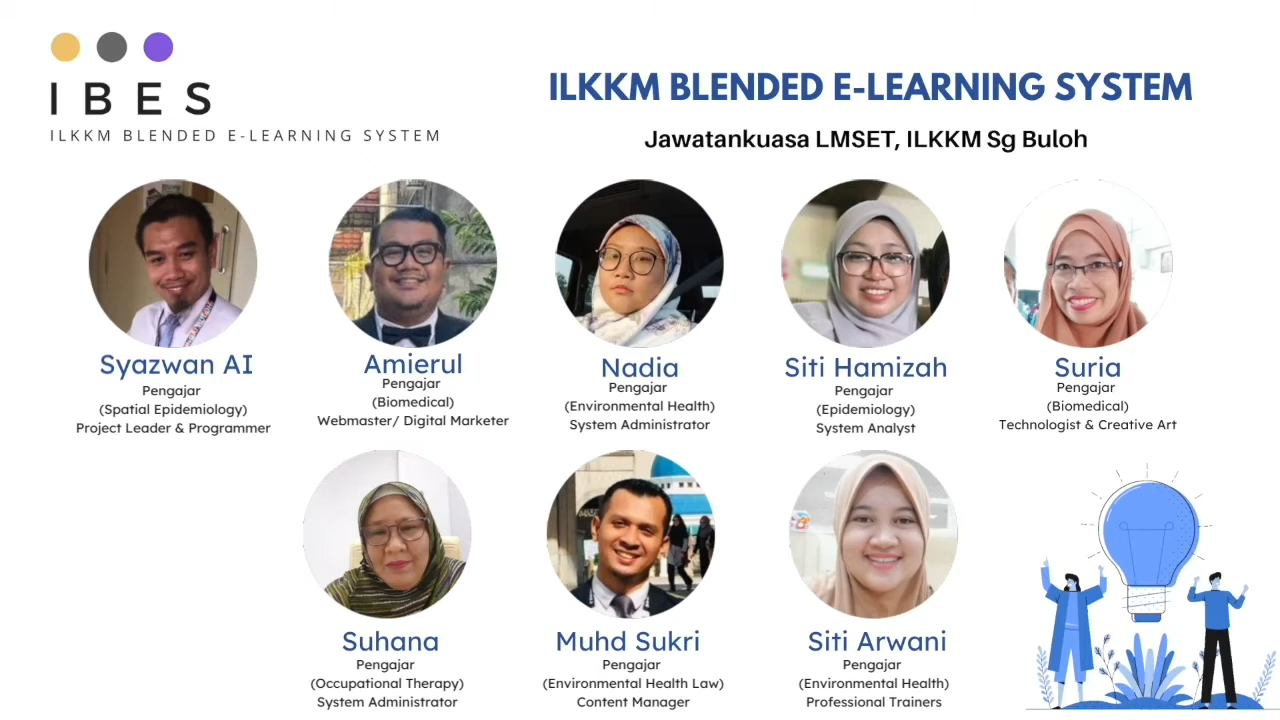 IBES
ILKKM BLENDED E-LEARNING SYSTEM
ILKKM BLENDED E-LEARNING SYSTEM
Jawatankuasa LMSET, ILKKM Sg Buloh
Syazwan AI
Pengajar
(Spatial Epidemiology)
Project Leader & Programmer
Amierul
Pengajar
(Biomedical)
Webmaster/ Digital Marketer
Nadia
Pengajar
(Environmental Health)
System Administrator
Siti Hamizah
Pengajar
(Epidemiology)
System Analyst
Suria
Pengajar
(Biomedical)
Technologist & Creative Art
Suhana
Pengajar
(Occupational Therapy)
System Administrator
Muhd Sukri
Pengajar
(Environmental Health Law)
Content Manager
Siti Arwani
Pengajar
(Environmental Health)
Professional Trainers